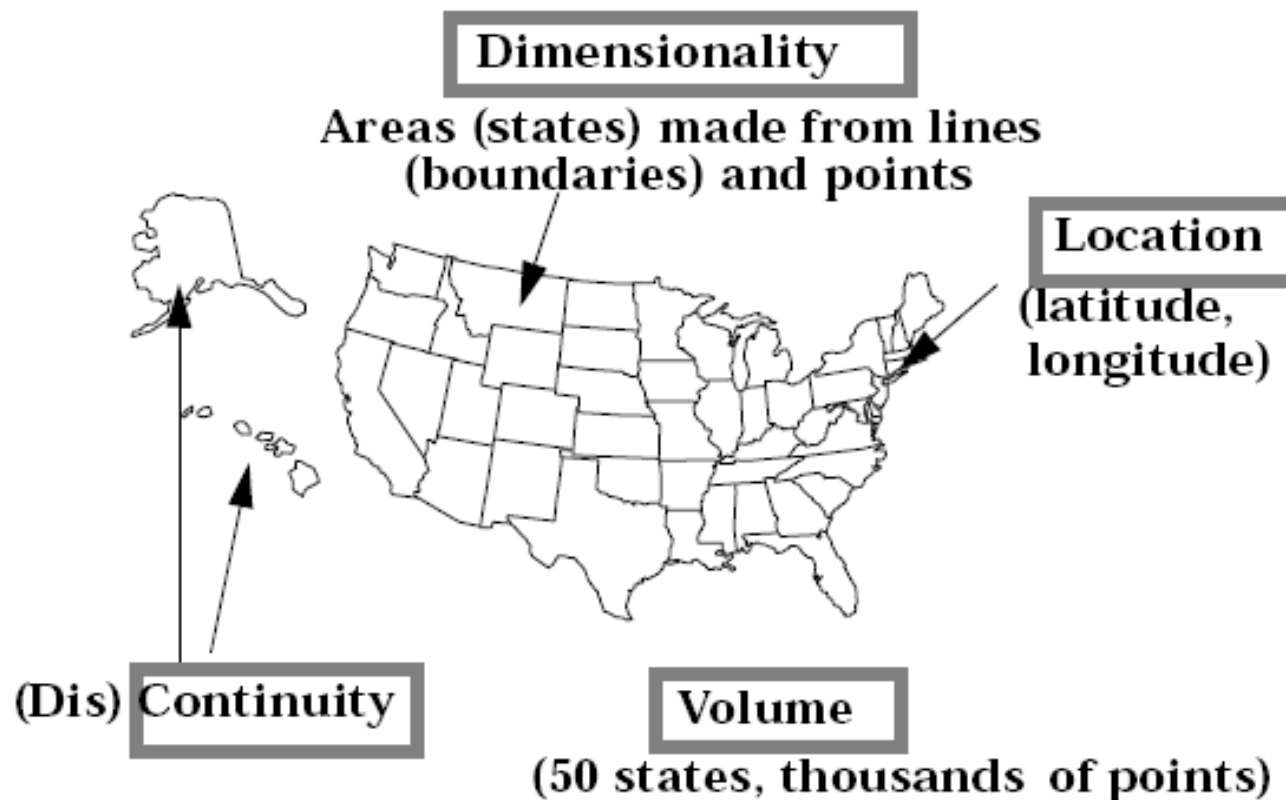 Dimensionality
Areas (states) made from lines
(boundaries) and points
Location
(latitude,
longitude)
(Dis) Continuity
Volume
(50 states, thousands of points)